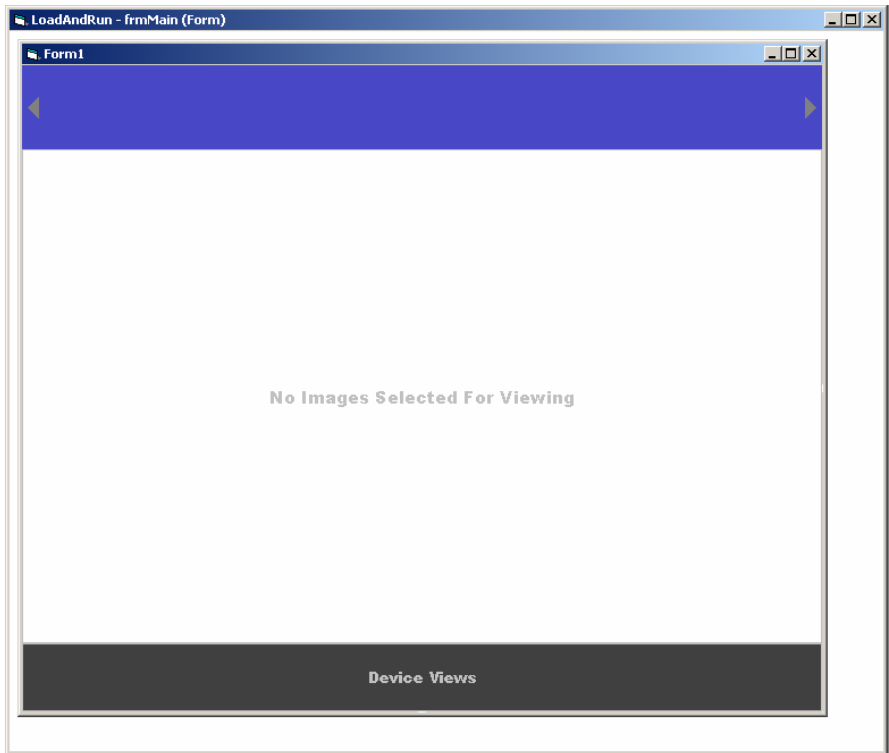 LoadAndRun - frmMain (Form)
Form1
No Images Selected For Viewing
Device Views